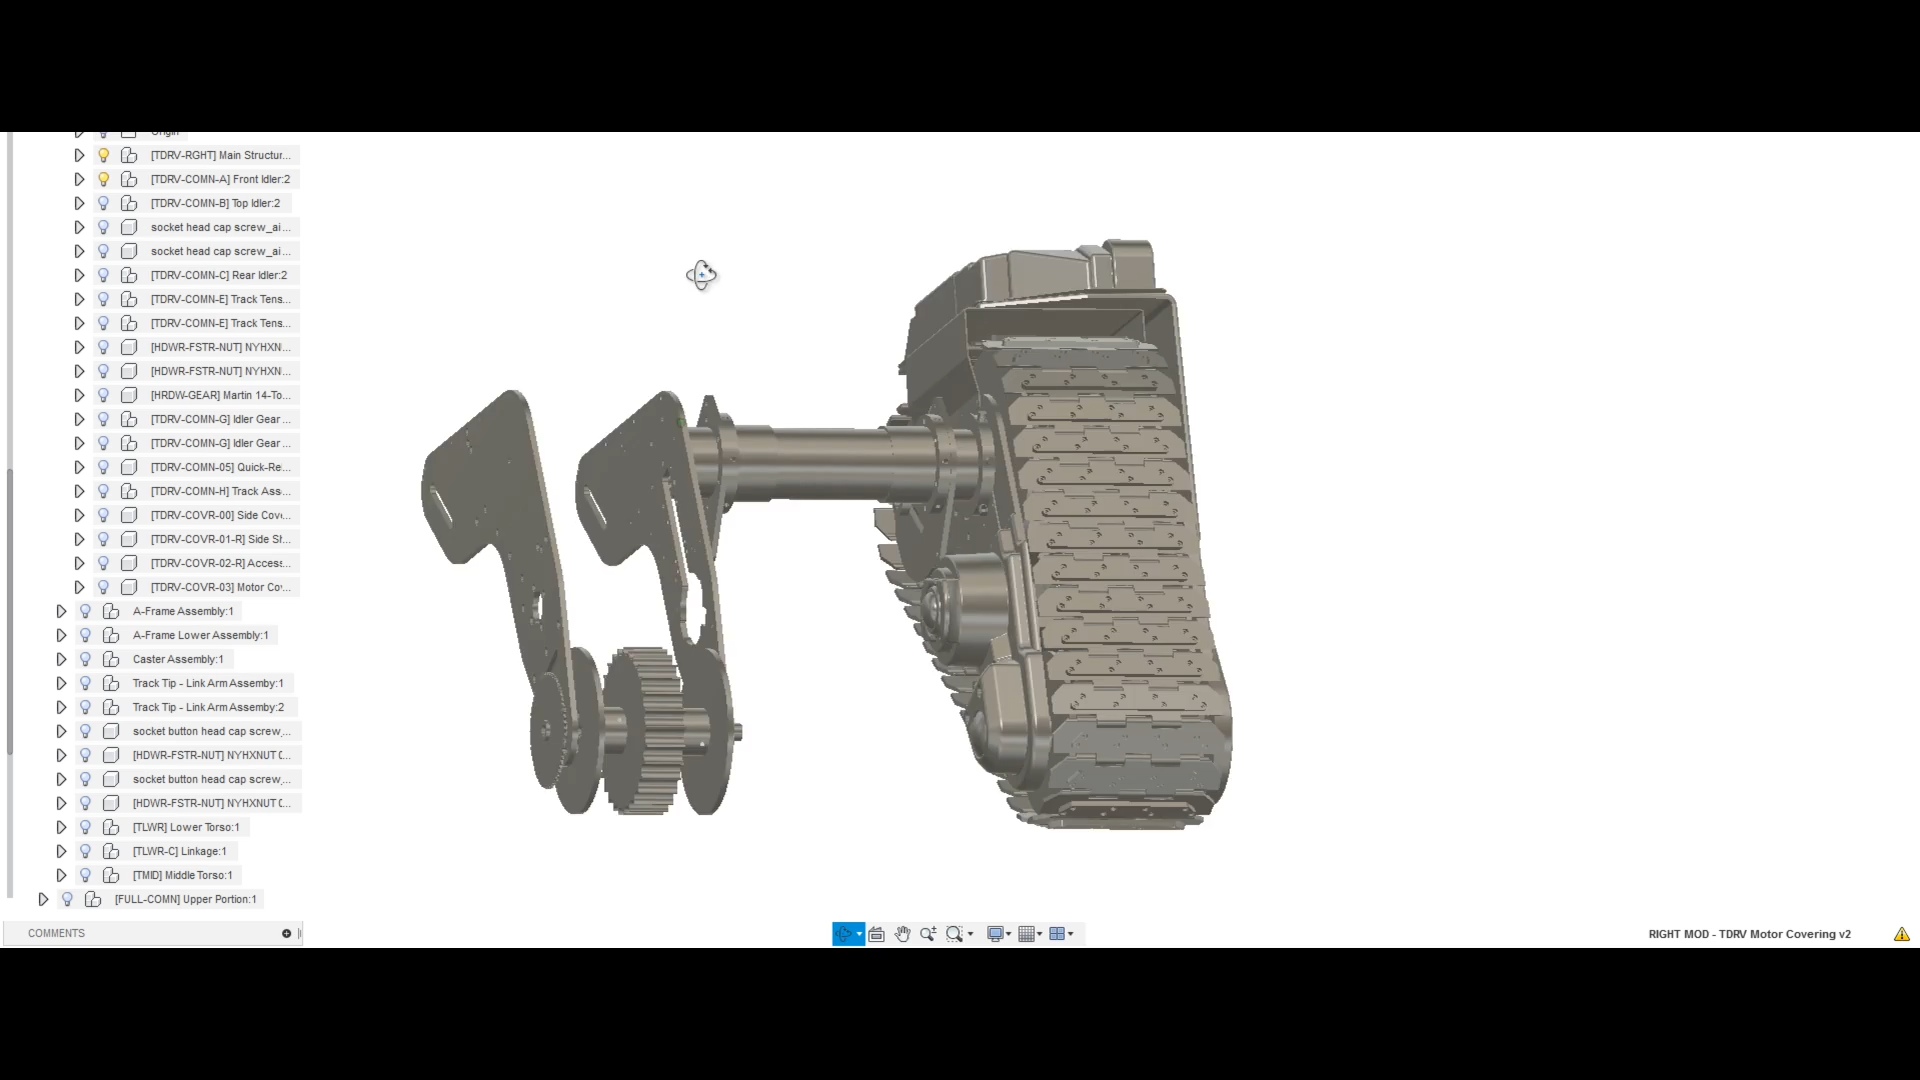 Origin
[TDRV-RGHT] Main Structur...
[TDRV-COMN-A] Front Idler:2
[TDRV-COMN-B] Top Idler:2
socket head cap screw_ai...
socket head cap screw_ai...
[TDRV-COMN-C] Rear Idler:2
[TDRV-COMN-E] Track Tens...
[TDRV-COMN-E] Track Tens...
[HDWR-FSTR-NUT] NYHXN...
[HDWR-FSTR-NUT] NYHXN...
[HRDW-GEAR] Martin 14-To...
[TDRV-COMN-G] Idler Gear ...
[TDRV-COMN-G] Idler Gear ...
[TDRV-COMN-05] Quick-Re...
[TDRV-COMN-H] Track Ass...
[TDRV-COVR-00] Side Cov...
[TDRV-COVR-01-R] Side Sh...
[TDRV-COVR-02-R] Access...
[TDRV-COVR-03] Motor Co...
A-Frame Assembly:1
A-Frame Lower Assembly:1
Caster Assembly:1
Track Tip - Link Arm Assemby:1
Track Tip - Link Arm Assemby:2
socket button head cap screw_...
[HDWR-FSTR-NUT] NYHXNUT 0...
socket button head cap screw_...
[HDWR-FSTR-NUT] NYHXNUT 0...
[TLWR] Lower Torso:1
[TLWR-C] Linkage:1
[TMID] Middle Torso:1
[FULL-COMN] Upper Portion:1
COMMENTS
RIGHT MOD - TDRV Motor Covering v2